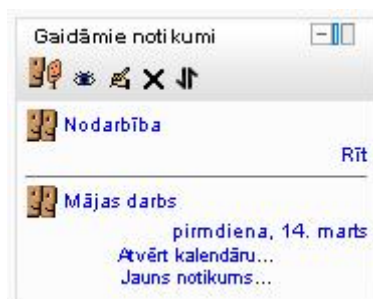 Gaidāmie notikumi
Nodarbība
Rīt
Mājas darbs
pirmdiena, 14. marts
Atvērt kalendāru...
Jauns notikums...